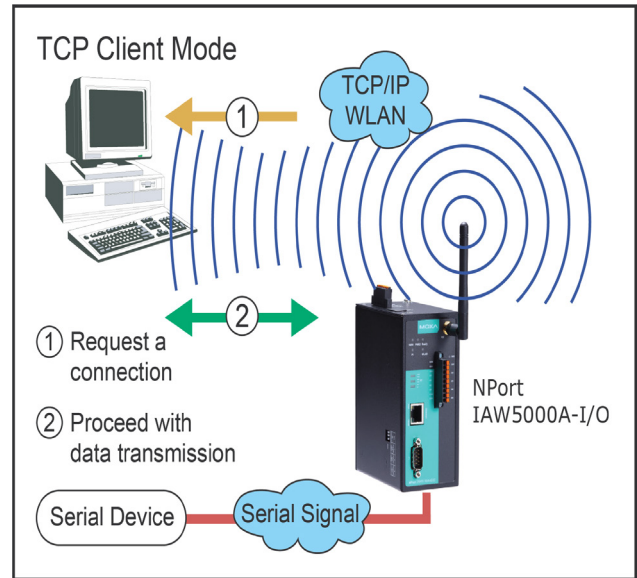 TCP Client Mode
TCP/IP
WLAN
1
2
1 Request a
connection
2 Proceed with
data transmission
MOXA
NPort
IAW5000A-I/O
Serial Device
Serial Signal